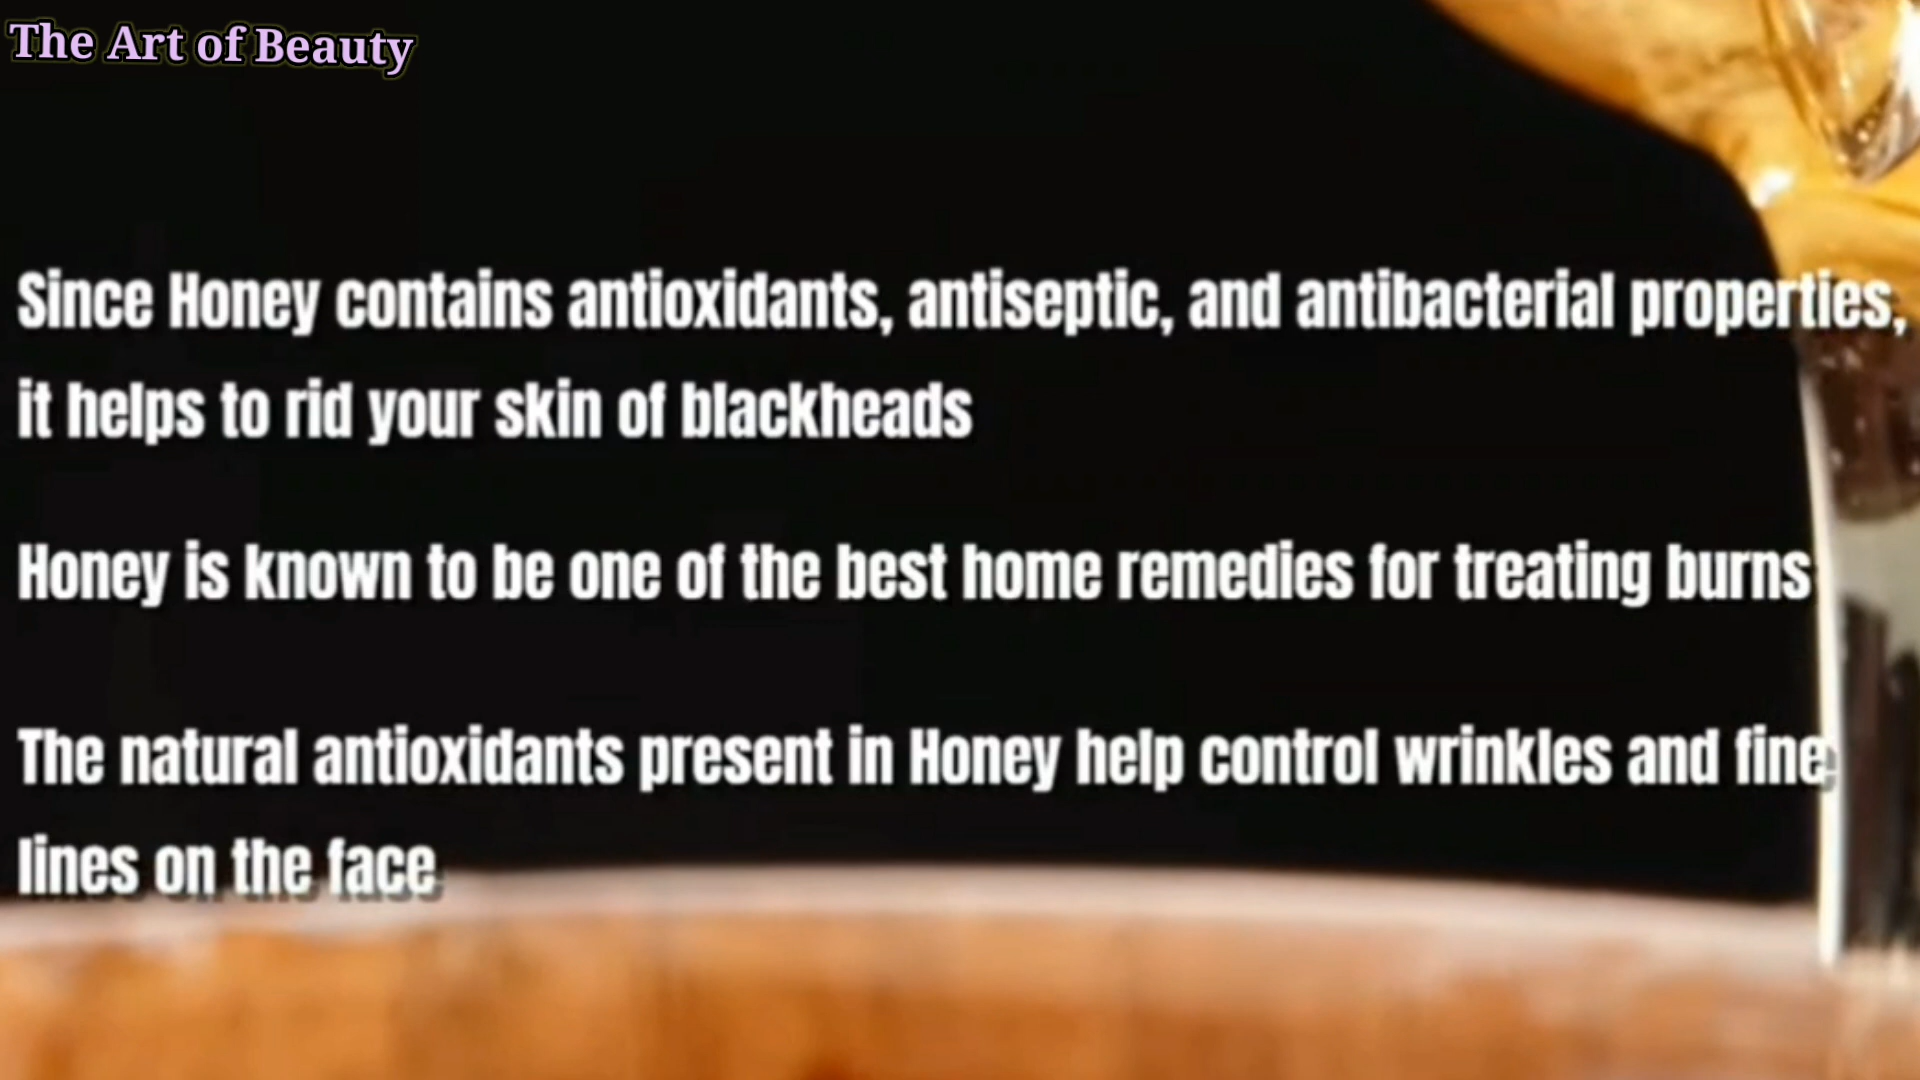 The Art of Beauty
Since Honey contains antioxidants, antiseptic, and antibacterial properties,
it helps to rid your skin of blackheads
Honey is known to be one of the best home remedies for treating burns
The natural antioxidants present in Honey help control wrinkles and fine
lines on the face